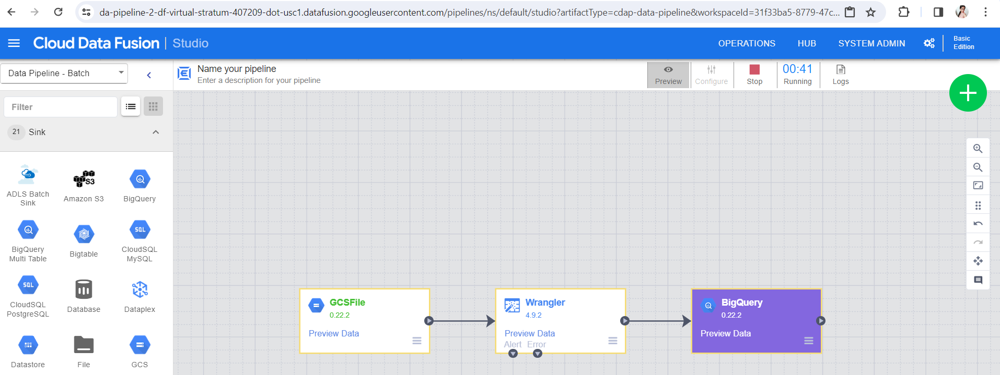 da-pipeline-2-df-virtual-stratum-407209-dot-usc1.datafusion.googleusercontent.com/pipelines/ns/default/studio?artifactType=cdap-data-pipeline&workspaceId=31f33ba5-8779-47c...
Cloud Data Fusion | Studio
OPERATIONS HUB SYSTEM ADMIN
Basic
Edition
Data Pipeline - Batch
Name your pipeline
Enter a description for your pipeline
Preview
Configure
Stop
00:41
Running
Logs
Filter
21 Sink
ADLS Batch
Sink
S3
Amazon S3
BigQuery
BigQuery
Multi Table
Bigtable
SQL
CloudSQL
MySQL
SQL
CloudSQL
PostgreSQL
Database
Dataplex
Datastore
File
GCS
GCSFile
0.22.2
Preview Data
Wrangler
4.9.2
Preview Data
Alert Error
BigQuery
0.22.2
Preview Data